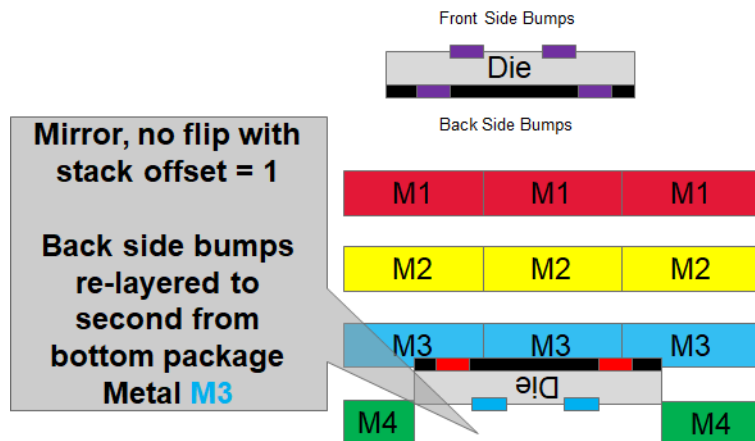 Front Side Bumps
Die
Back Side Bumps
Mirror, no flip with
stack offset = 1
Back side bumps
re-layered to
second from
bottom package
Metal M3
M1 M1 M1
M2 M2 M2
M3 M3 M3
Die
M4 M4